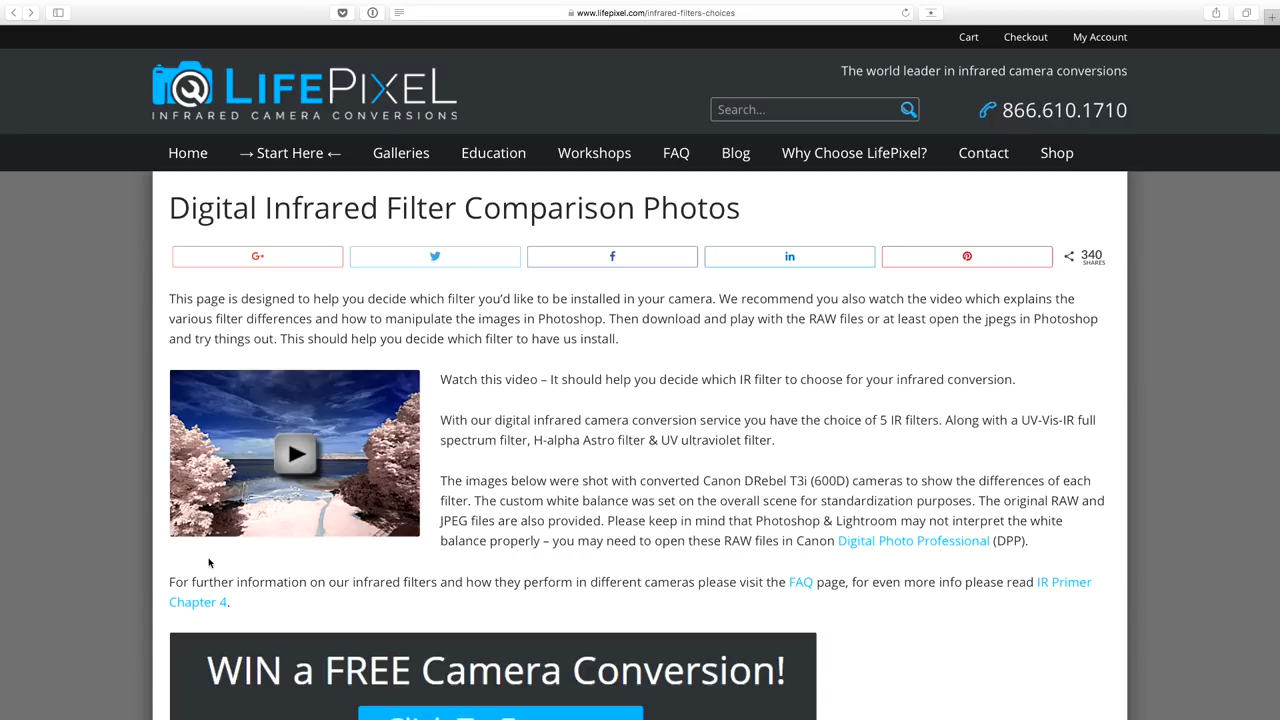 www.lifepixel.com/infrared-filters-choices
Cart Checkout My Account
LIFEPIXEL
INFRARED CAMERA CONVERSIONS
The world leader in infrared camera conversions
Search...
866.610.1710
Home → Start Here ← Galleries Education Workshops FAQ Blog Why Choose LifePixel? Contact Shop
Digital Infrared Filter Comparison Photos
G+
in
340
SHARES
This page is designed to help you decide which filter you'd like to be installed in your camera. We recommend you also watch the video which explains the
various filter differences and how to manipulate the images in Photoshop. Then download and play with the RAW files or at least open the jpegs in Photoshop
and try things out. This should help you decide which filter to have us install.
Watch this video – It should help you decide which IR filter to choose for your infrared conversion.
With our digital infrared camera conversion service you have the choice of 5 IR filters. Along with a UV-Vis-IR full
spectrum filter, H-alpha Astro filter & UV ultraviolet filter.
The images below were shot with converted Canon DRebel T3i (600D) cameras to show the differences of each
filter. The custom white balance was set on the overall scene for standardization purposes. The original RAW and
JPEG files are also provided. Please keep in mind that Photoshop & Lightroom may not interpret the white
balance properly – you may need to open these RAW files in Canon Digital Photo Professional (DPP).
For further information on our infrared filters and how they perform in different cameras please visit the FAQ page, for even more info please read IR Primer
Chapter 4.
WIN a FREE Camera Conversion!